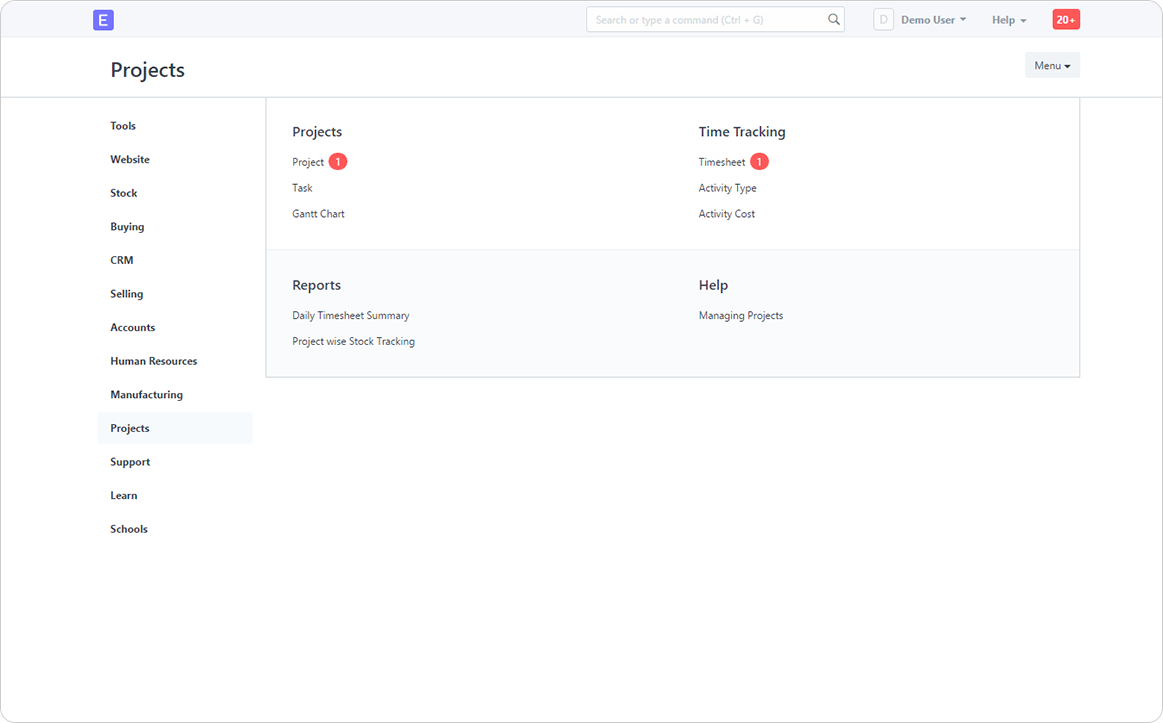 E
Search or type a command (Ctrl + G)
D
Demo User
Help
20+
Projects
Menu
Tools
Website
Stock
Buying
CRM
Selling
Accounts
Human Resources
Manufacturing
Projects
Support
Learn
Schools
Projects
Project 1
Task
Gantt Chart
Time Tracking
Timesheet 1
Activity Type
Activity Cost
Reports
Daily Timesheet Summary
Project wise Stock Tracking
Help
Managing Projects